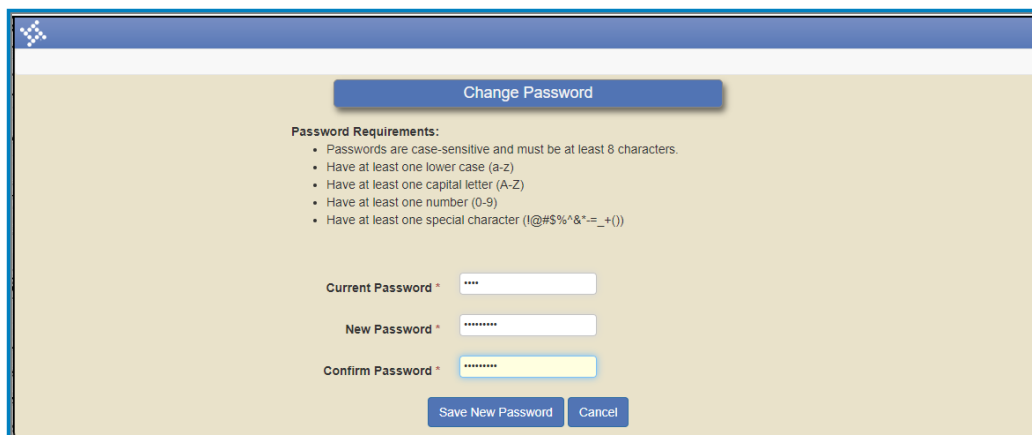 Change Password
Password Requirements:
• Passwords are case-sensitive and must be at least 8 characters.
• Have at least one lower case (a-z)
• Have at least one capital letter (A-Z)
• Have at least one number (0-9)
• Have at least one special character (!@#$%^&*-=_+())
Current Password * ••••
New Password * •••••••••
Confirm Password * •••••••••
Save New Password Cancel